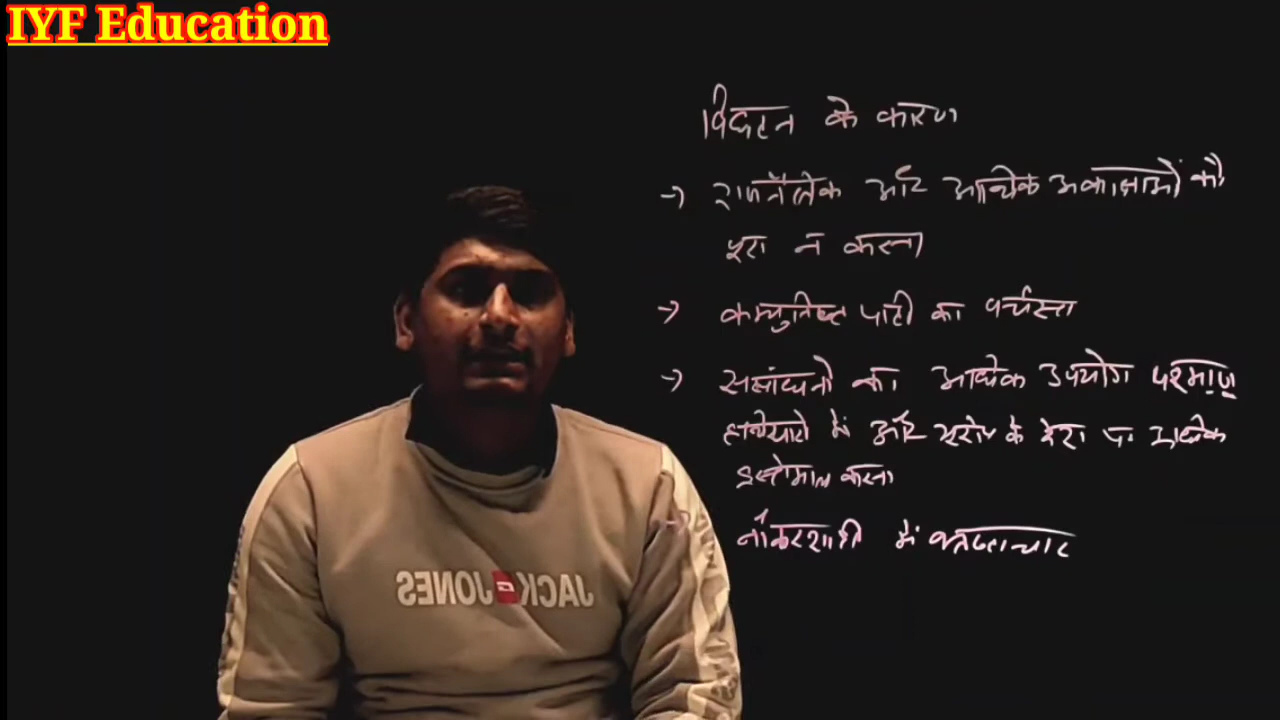 IYF Education
विघटन के कारण
→ राजनैतिक और आर्थिक अकांक्षाओं को
पूरा न करना
→ कम्युनिष्ट पार्टी का वर्चस्व
→ संसांधनो का अधिक उपयोग परमाणु
हथियारो में और यूरोप के देशो पर अधिक
इस्तेमाल करना
→ नौकरशाही में भ्रष्टाचार
JACK JONES